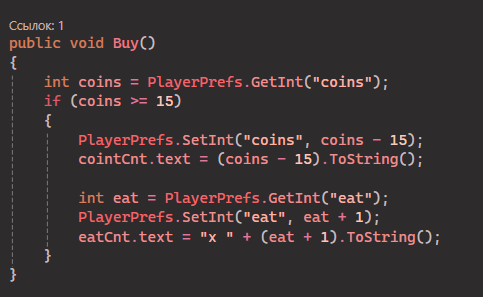 Ссылок: 1
public void Buy()
{
    int coins = PlayerPrefs.GetInt("coins");
    if (coins >= 15)
    {
        PlayerPrefs.SetInt("coins", coins - 15);
        cointCnt.text = (coins - 15).ToString();

        int eat = PlayerPrefs.GetInt("eat");
        PlayerPrefs.SetInt("eat", eat + 1);
        eatCnt.text = "x " + (eat + 1).ToString();
    }
}